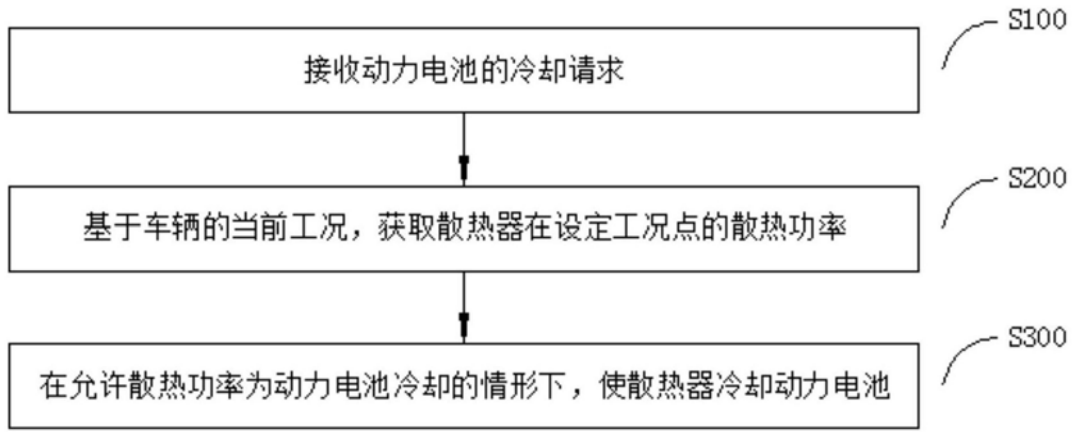 S100
接收动力电池的冷却请求
S200
基于车辆的当前工况，获取散热器在设定工况点的散热功率
S300
在允许散热功率为动力电池冷却的情形下，使散热器冷却动力电池